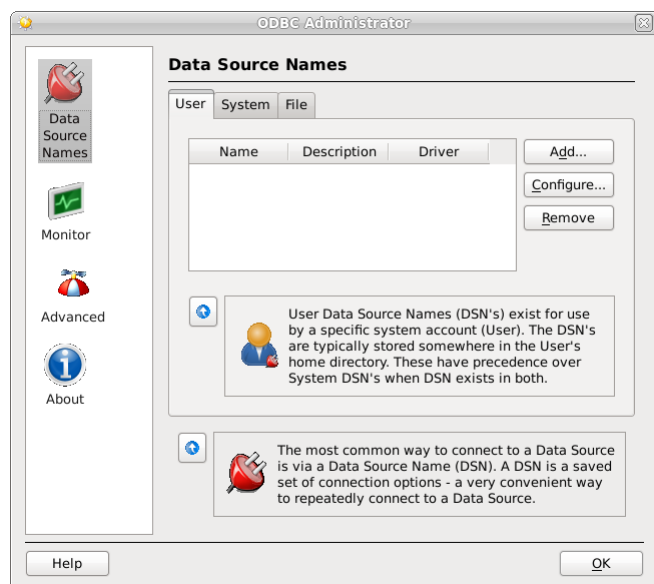 ODBC Administrator
Data
Source
Names
Monitor
Advanced
About
Data Source Names
User System File
Name Description Driver
Add...
Configure...
Remove
User Data Source Names (DSN's) exist for use
by a specific system account (User). The DSN's
are typically stored somewhere in the User's
home directory. These have precedence over
System DSN's when DSN exists in both.
The most common way to connect to a Data Source
is via a Data Source Name (DSN). A DSN is a saved
set of connection options - a very convenient way
to repeatedly connect to a Data Source.
Help
OK